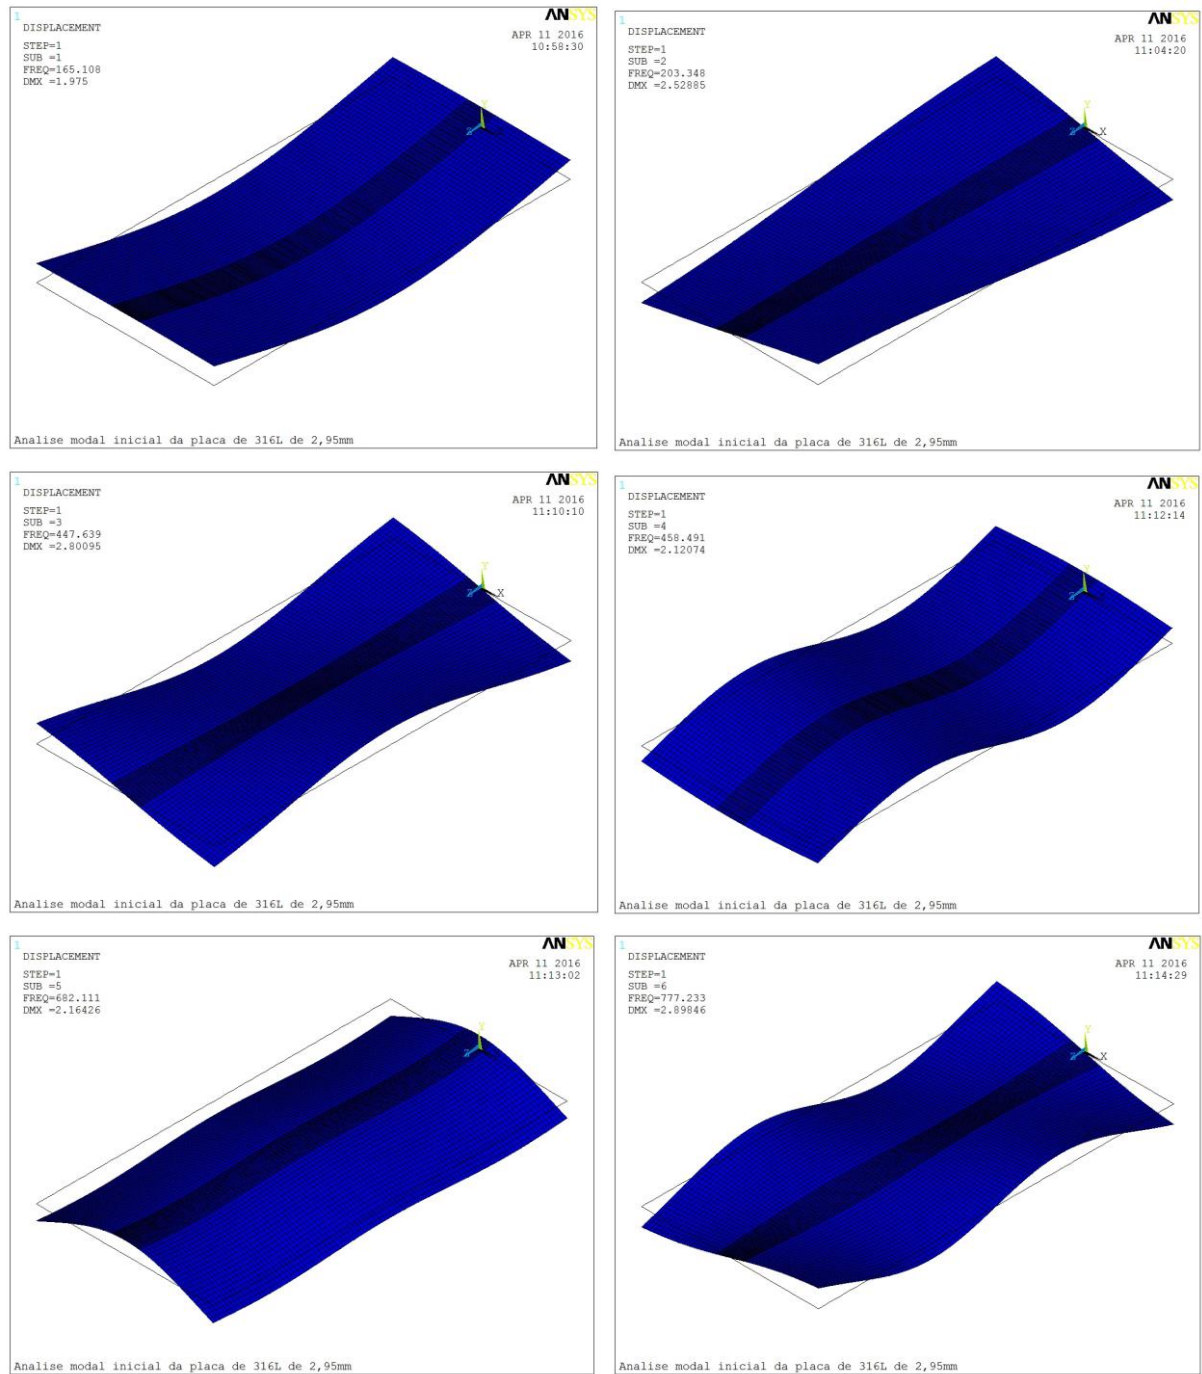 1
DISPLACEMENT
STEP=1
SUB =1
FREQ=165.108
DMX =1.975
ANSYS
APR 11 2016
10:58:30
Y
Z
Analise modal inicial da placa de 316L de 2,95mm
1
DISPLACEMENT
STEP=1
SUB =2
FREQ=203.348
DMX =2.52885
ANSYS
APR 11 2016
11:04:20
Y
Z X
Analise modal inicial da placa de 316L de 2,95mm
1
DISPLACEMENT
STEP=1
SUB =3
FREQ=447.639
DMX =2.80095
ANSYS
APR 11 2016
11:10:10
Y
Z X
Analise modal inicial da placa de 316L de 2,95mm
1
DISPLACEMENT
STEP=1
SUB =4
FREQ=458.491
DMX =2.12074
ANSYS
APR 11 2016
11:12:14
Y
Z
Analise modal inicial da placa de 316L de 2,95mm
1
DISPLACEMENT
STEP=1
SUB =5
FREQ=682.111
DMX =2.16426
ANSYS
APR 11 2016
11:13:02
Y
Z
Analise modal inicial da placa de 316L de 2,95mm
1
DISPLACEMENT
STEP=1
SUB =6
FREQ=777.233
DMX =2.89846
ANSYS
APR 11 2016
11:14:29
Y
Z X
Analise modal inicial da placa de 316L de 2,95mm